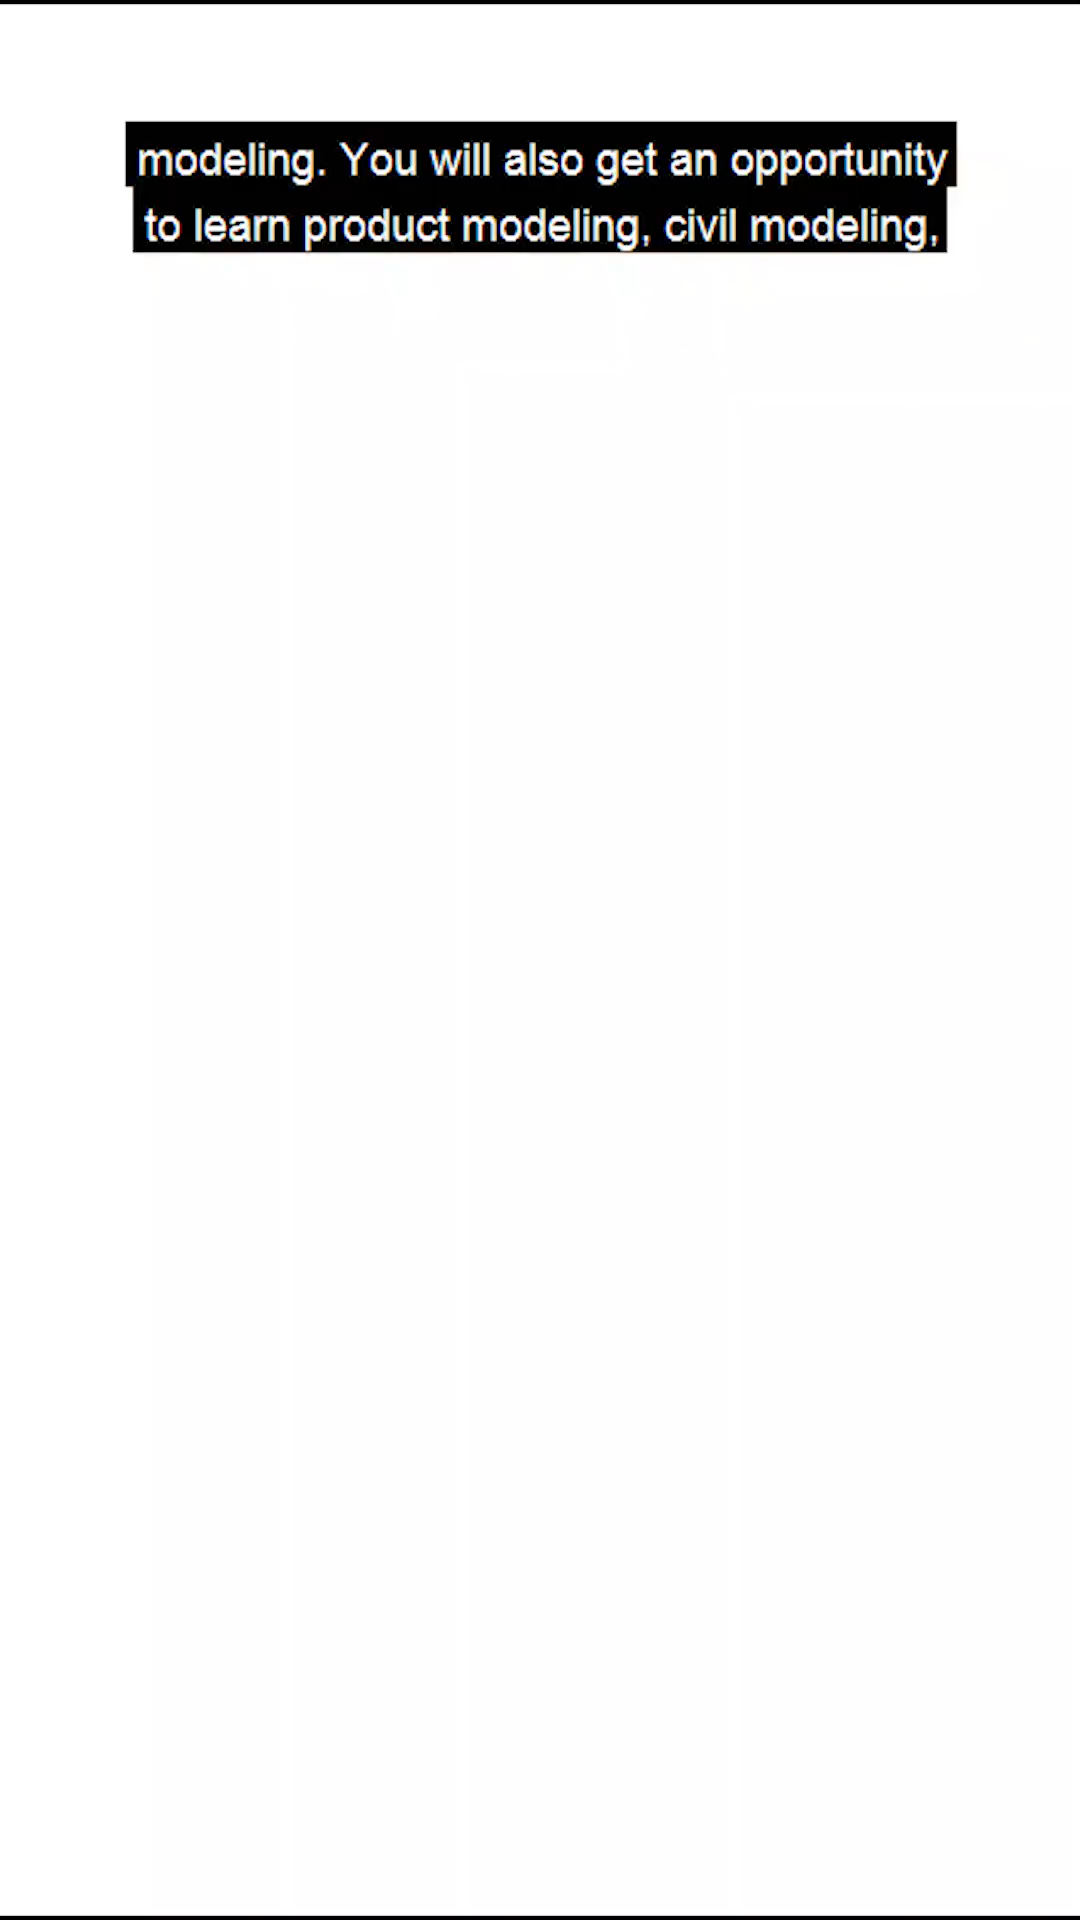 modeling. You will also get an opportunity
to learn product modeling, civil modeling,